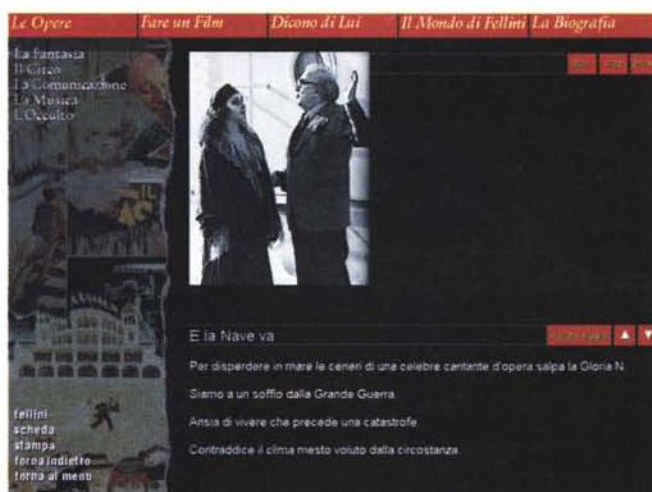 Le Opere
Fare un Film
Dicono di Lui
Il Mondo di Fellini
La Biografia
La Fantasia
Il Circo
La Comunicazione
La Musica
L'Occulto
E la Nave va
Per disperdere in mare le ceneri di una celebre cantante d'opera salpa la Gloria N.
Siamo a un soffio dalla Grande Guerra.
Ansia di vivere che precede una catastrofe.
Contraddice il clima mesto voluto dalla circostanza.
fellini
scheda
stampa
torna indietro
torna al menu